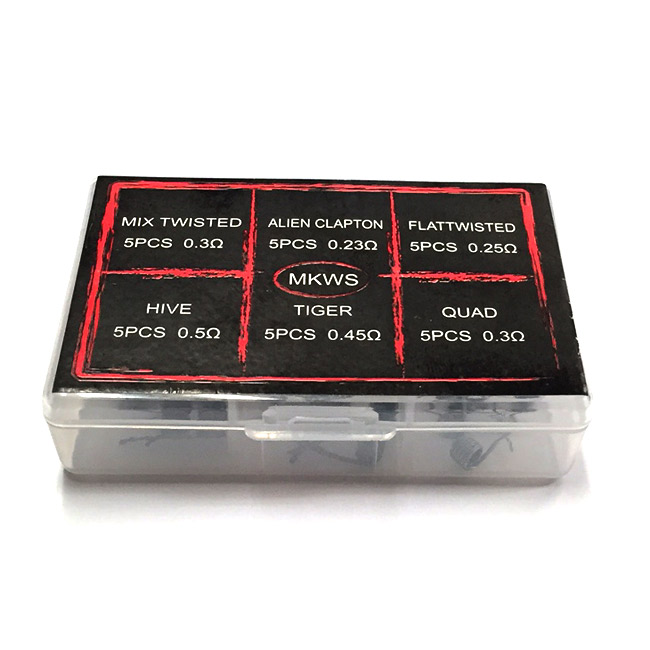 MIX TWISTED
5PCS 0.3Ω
ALIEN CLAPTON
5PCS 0.23Ω
FLATTWISTED
5PCS 0.25Ω
MKWS
HIVE
5PCS 0.5Ω
TIGER
5PCS 0.45Ω
QUAD
5PCS 0.3Ω